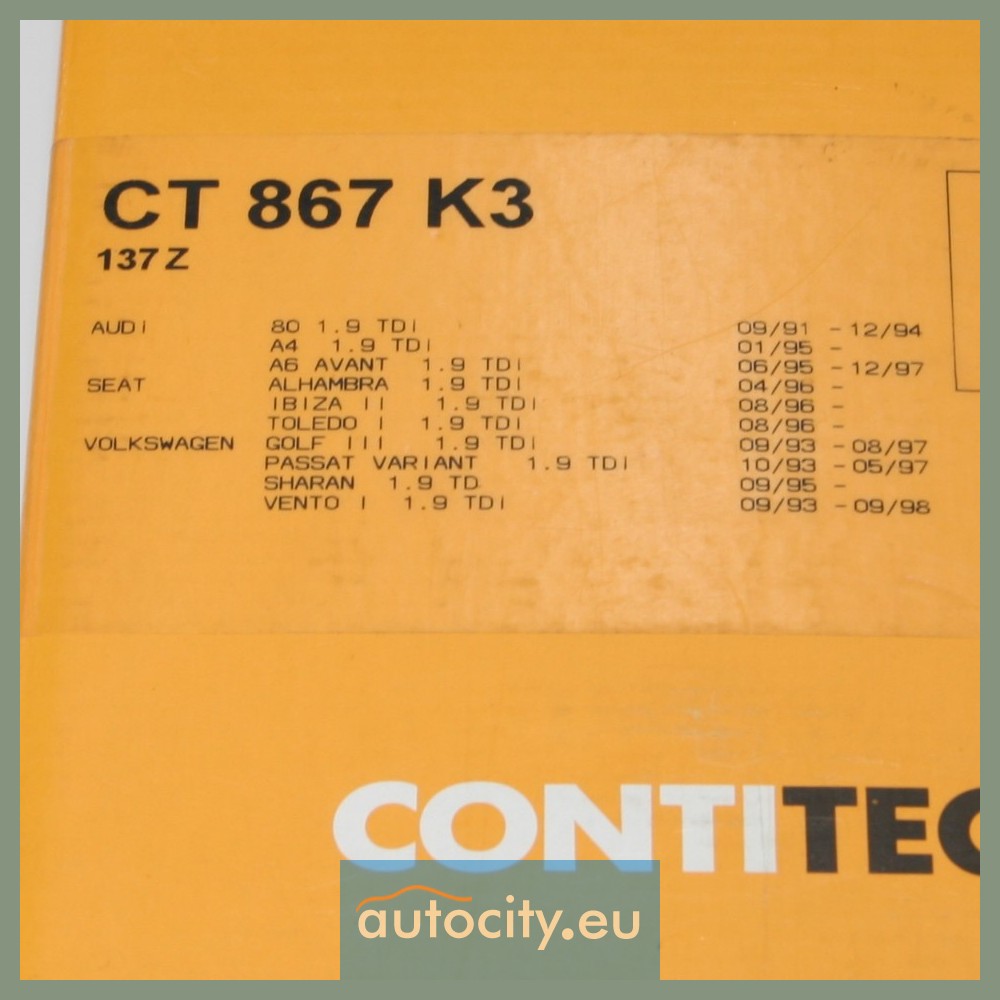 CT 867 K3
137 Z
AUDI 80 1.9 TDI 09/91 - 12/94
A4 1.9 TDI 01/95 -
A6 AVANT 1.9 TDI 06/95 - 12/97
SEAT ALHAMBRA 1.9 TDI 04/96 -
IBIZA II 1.9 TDI 08/96 -
TOLEDO I 1.9 TDI 08/96 -
VOLKSWAGEN GOLF III 1.9 TDI 09/93 - 08/97
PASSAT VARIANT 1.9 TDI 10/93 - 05/97
SHARAN 1.9 TD 09/95 -
VENTO I 1.9 TDI 09/93 - 09/98
CONTITEC
autocity.eu